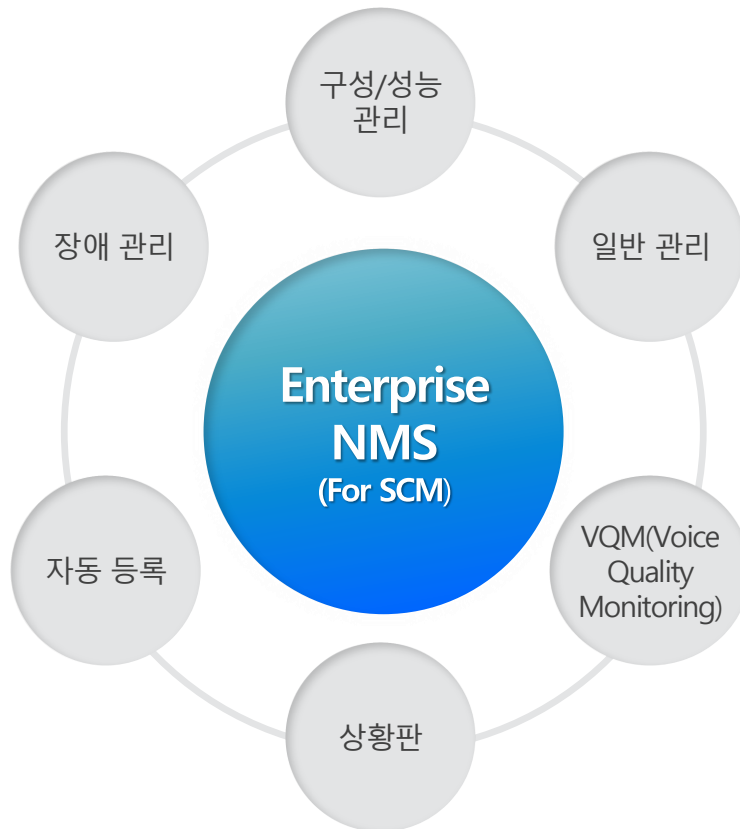 구성/성능
관리
장애 관리
일반 관리
Enterprise
NMS
(For SCM)
자동 등록
VQM(Voice
Quality
Monitoring)
상황판